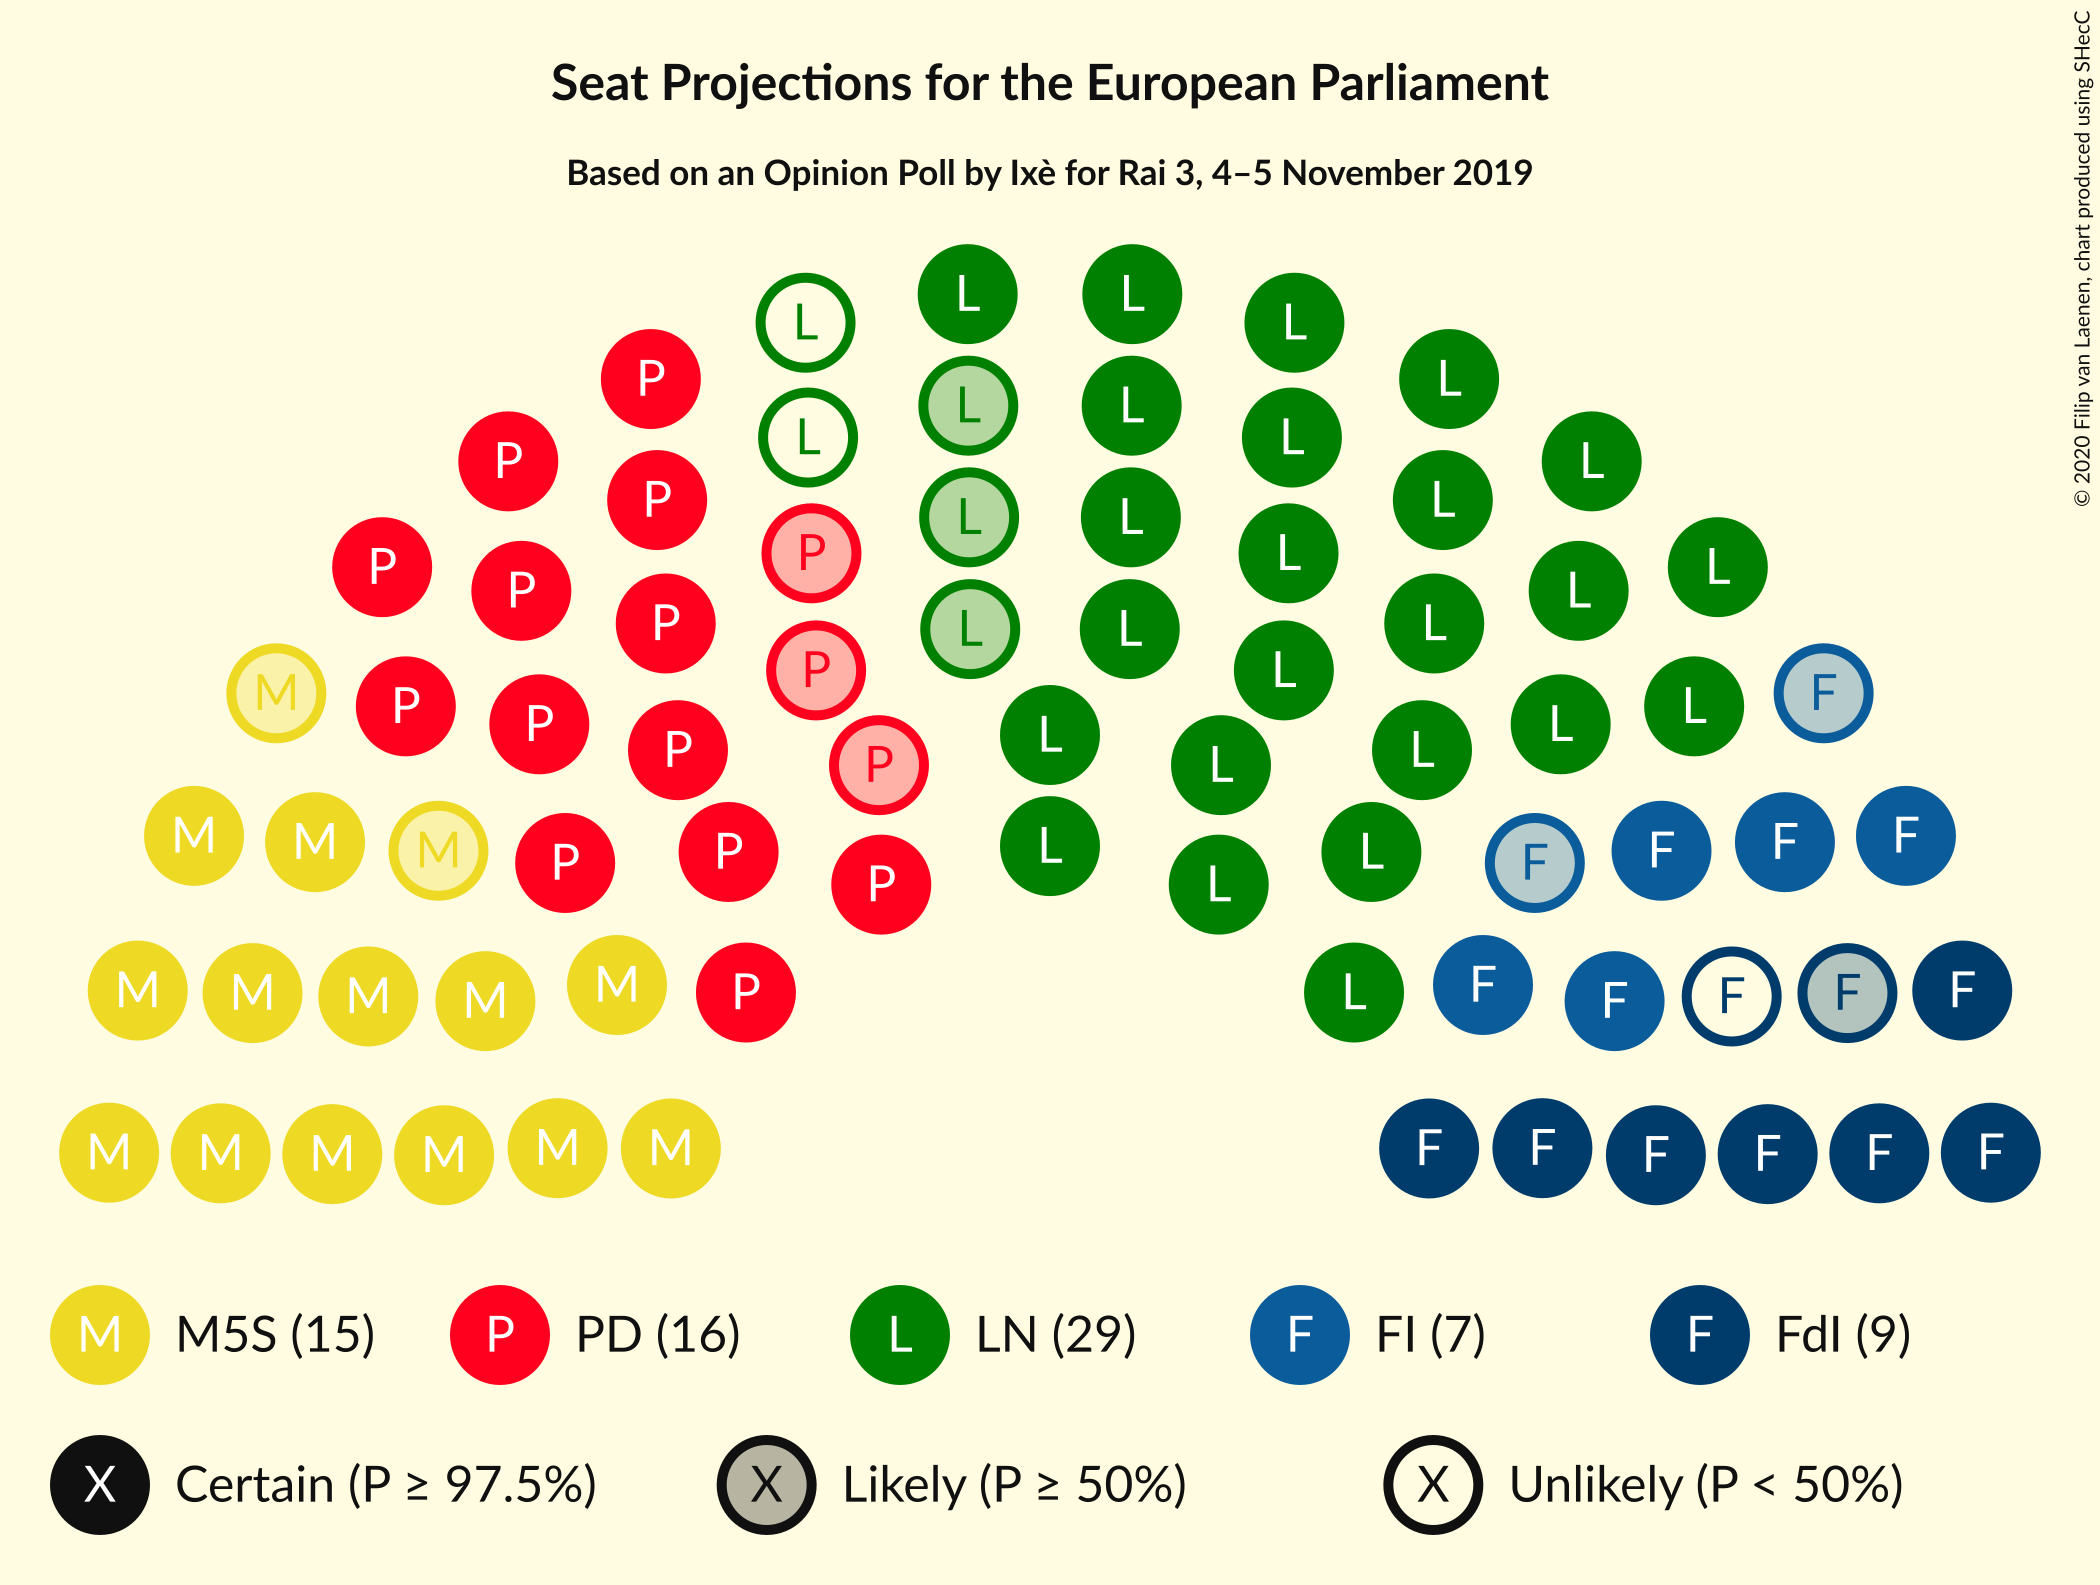 Seat Projections for the European Parliament
Based on an Opinion Poll by Ixè for Rai 3, 4–5 November 2019
© 2020 Filip van Laenen, chart produced using SHecC
L L L L
P L L P
P L L L L P
P L L L L
P P P L L L
P L L L P
P P L L L L
M P P L L F
P P L L
P L L L
M M M P P L L F F F F
P L L
M M M M M P L F F F F F
M M M M M M F F F F F F
M M5S (15) P PD (16) L LN (29) F FI (7) F FdI (9)
X Certain (P ≥ 97.5%) X Likely (P ≥ 50%) X Unlikely (P < 50%)